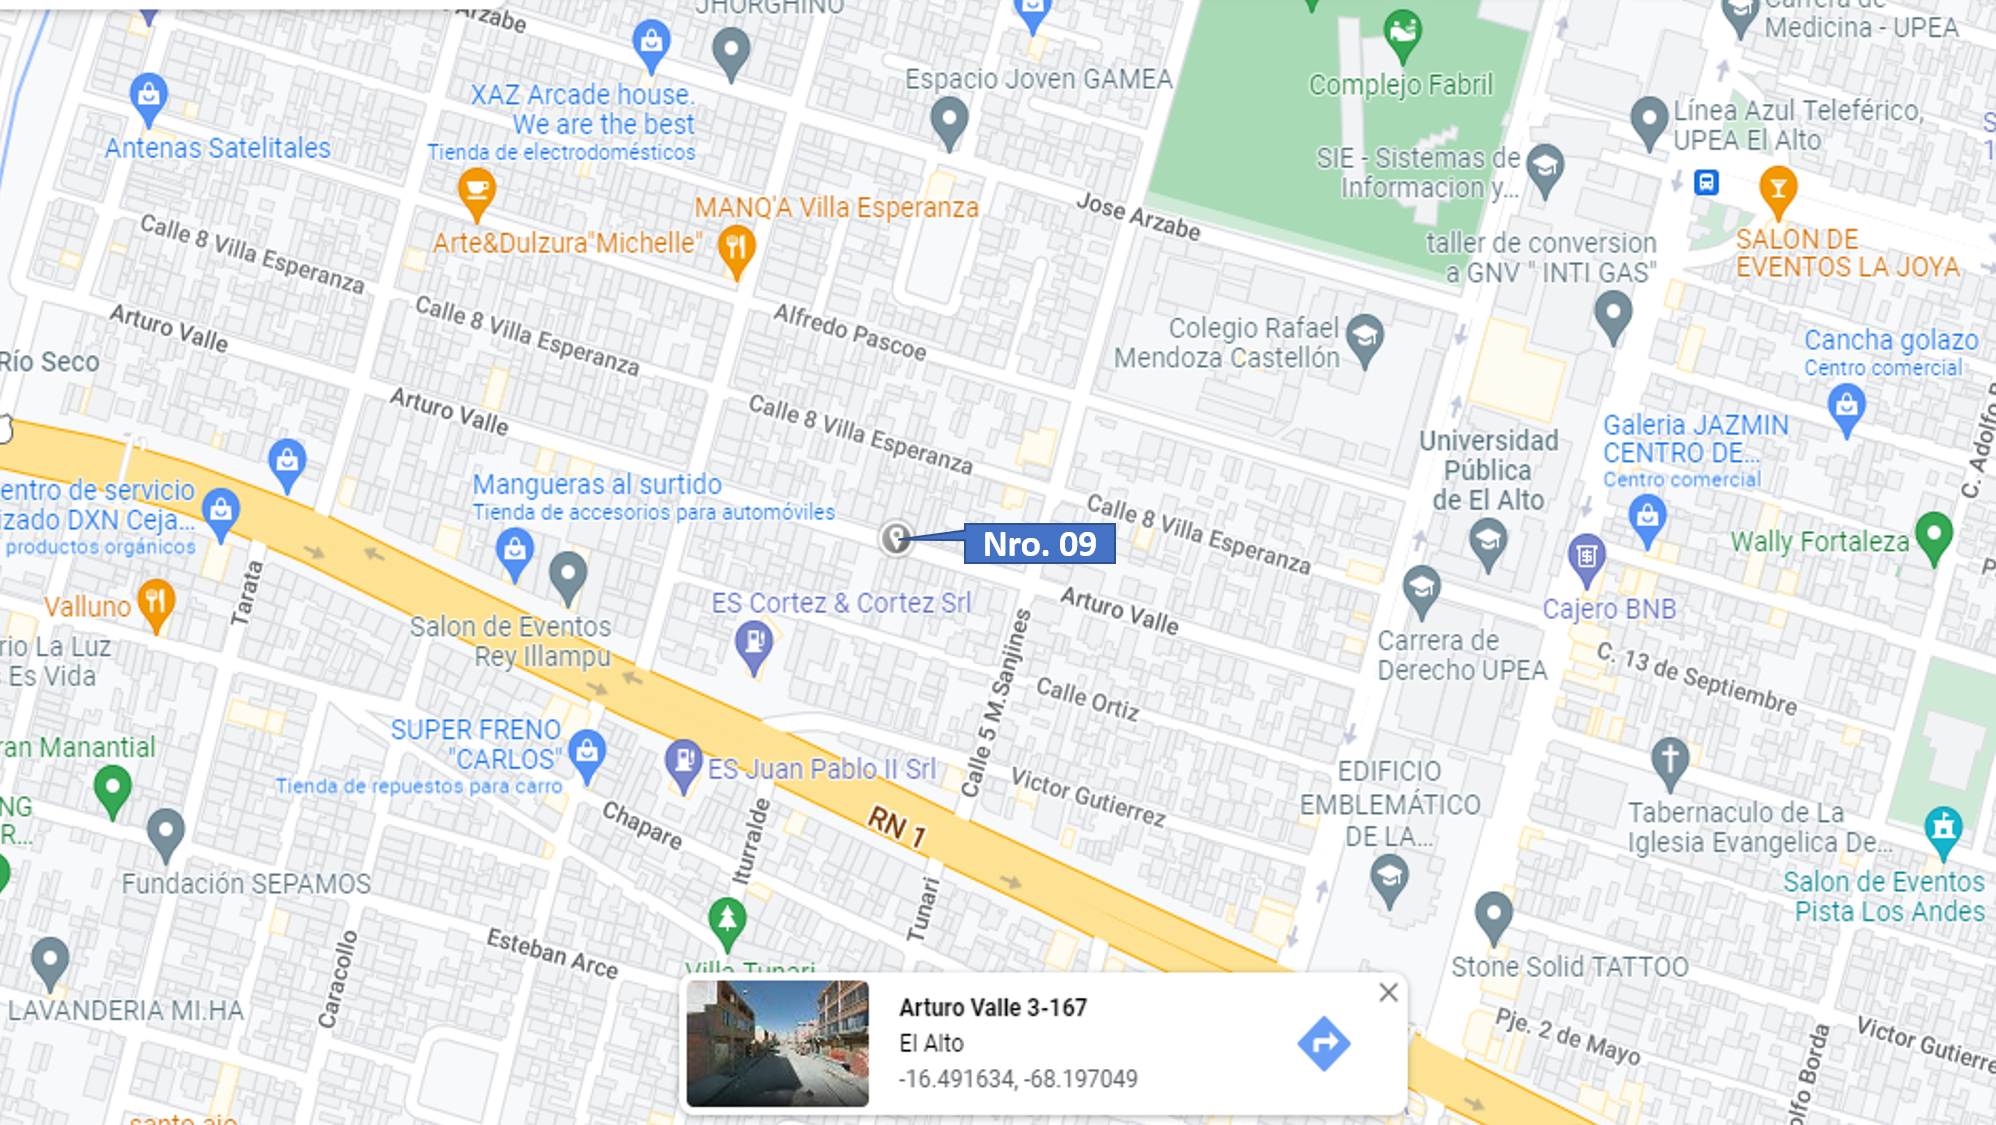 Arzabe
JHORGHINO
Carrera de
Medicina - UPEA
XAZ Arcade house.
We are the best
Tienda de electrodomésticos
Espacio Joven GAMEA
Complejo Fabril
Línea Azul Teleférico,
UPEA El Alto
Antenas Satelitales
SIE - Sistemas de
Informacion y...
MANQ'A Villa Esperanza
Jose Arzabe
Arte&Dulzura"Michelle"
Calle 8 Villa Esperanza
taller de conversion
a GNV " INTI GAS"
SALON DE
EVENTOS LA JOYA
Arturo Valle
Calle 8 Villa Esperanza
Alfredo Pascoe
Colegio Rafael
Mendoza Castellón
Cancha golazo
Centro comercial
Río Seco
Arturo Valle
Calle 8 Villa Esperanza
Universidad
Pública
de El Alto
Galeria JAZMIN
CENTRO DE...
Centro comercial
C. Adolfo
Mangueras al surtido
Tienda de accesorios para automóviles
entro de servicio
izado DXN Ceja...
productos orgánicos
Calle 8 Villa Esperanza
Nro. 09
Wally Fortaleza
Tarata
Valluno
ES Cortez & Cortez Srl
Arturo Valle
Cajero BNB
Salon de Eventos
Rey Illampu
rio La Luz
Es Vida
Carrera de
Derecho UPEA
C. 13 de Septiembre
Calle 5 M.Sanjines
Calle Ortiz
SUPER FRENO
"CARLOS"
Tienda de repuestos para carro
ran Manantial
ES Juan Pablo II Srl
Victor Gutierrez
EDIFICIO
EMBLEMÁTICO
DE LA...
NG
R...
Chapare
Iturralde
RN 1
Tabernaculo de La
Iglesia Evangelica De...
Fundación SEPAMOS
Tunari
Salon de Eventos
Pista Los Andes
Esteban Arce
Villa Tunari
Caracollo
Stone Solid TATTOO
LAVANDERIA MI.HA
Arturo Valle 3-167
El Alto
-16.491634, -68.197049
Pje. 2 de Mayo
Victor Gutierre
olfo Borda